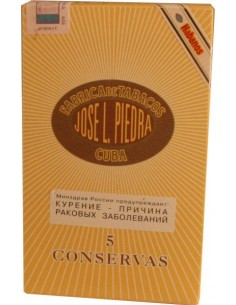 Habanos
FABRICA DE TABACOS
JOSE L. PIEDRA
CUBA
Минздрав России предупреждает:
КУРЕНИЕ - ПРИЧИНА
РАКОВЫХ ЗАБОЛЕВАНИЙ
5
CONSERVAS